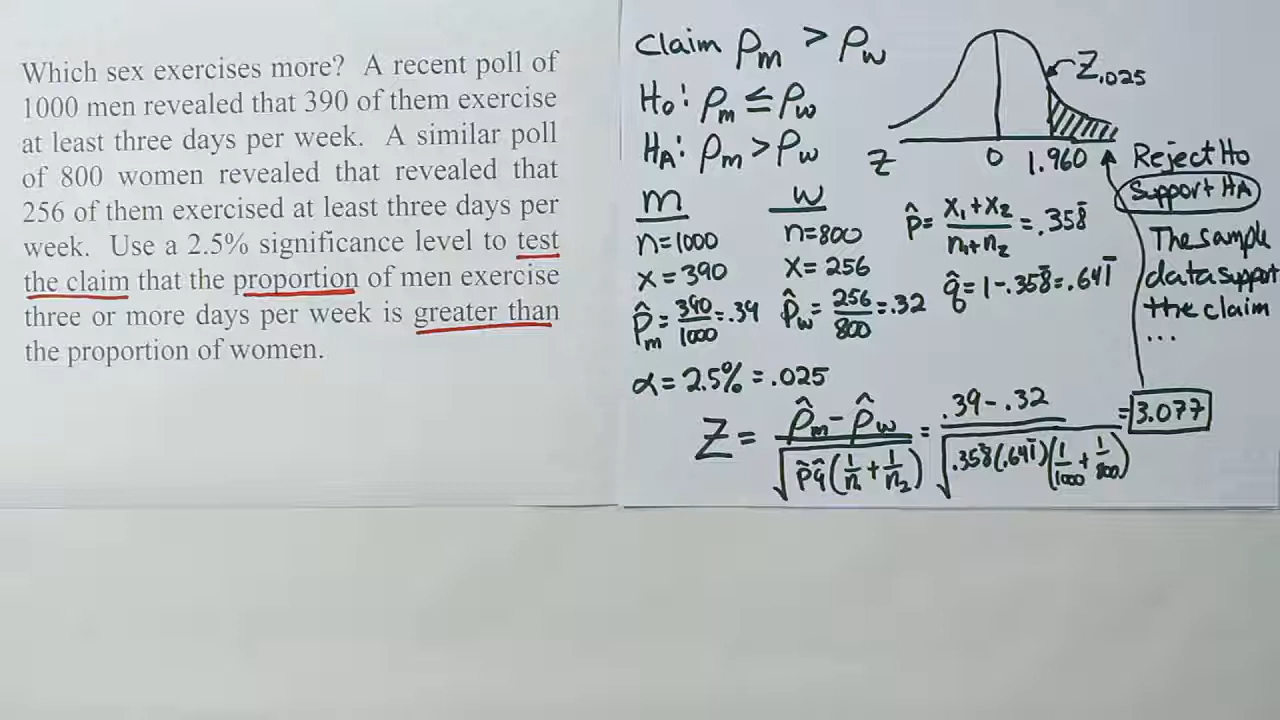 Which sex exercises more? A recent poll of
1000 men revealed that 390 of them exercise
at least three days per week. A similar poll
of 800 women revealed that revealed that
256 of them exercised at least three days per
week. Use a 2.5% significance level to test
the claim that the proportion of men exercise
three or more days per week is greater than
the proportion of women.
Claim ρm > ρw
H₀: ρm ≤ ρw
HA: ρm > ρw
Z.025
Z 0 1.960
Reject H₀
Support HA
The sample
data support
the claim
...
m
n=1000
x=390
p̂m = 390/1000 = .39
w
n=800
x=256
p̂w = 256/800 = .32
p̂ = x₁+x₂/n₁+n₂ = .358̄
q̂ = 1-.358̄ = .641̄
α = 2.5% = .025
Z = p̂m - p̂w / √p̂q̂(1/n₁ + 1/n₂) = .39 - .32 / √.358̄(.641̄)(1/1000 + 1/800) = 3.077